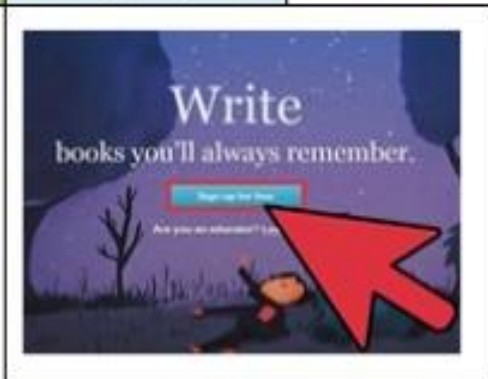 Write
books you'll always remember.
Sign up for free
Are you an educator?